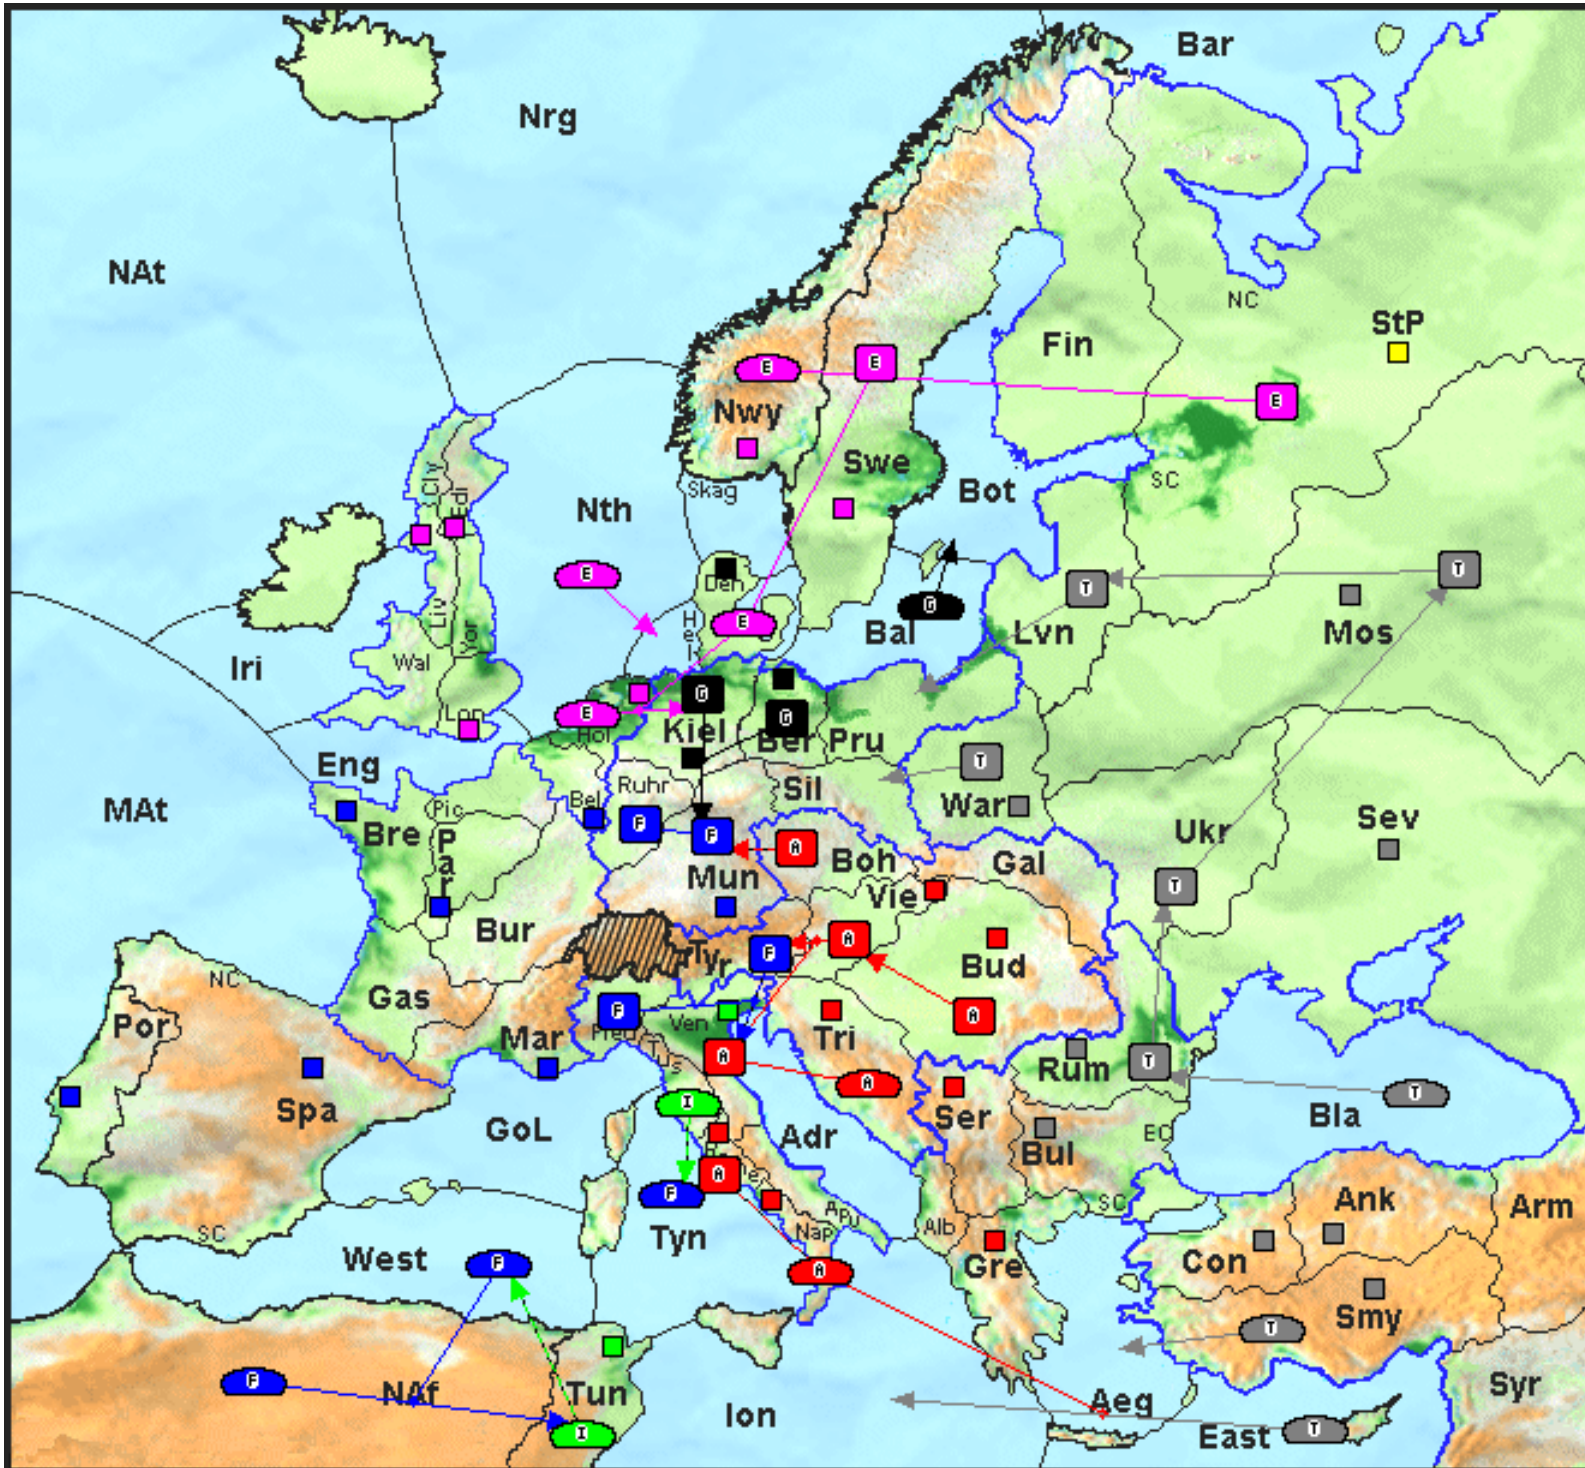 Bar
Nrg
NAt
NC
StP
Fin
E
E
E
Nwy
Swe
SC
Skag
Bot
Cly
Edi
Nth
Den
T
T
E
G
E
Liv
Yor
Hel
Bal
Lvn
Mos
Iri
Wal
G
E
Lon
Hol
Kiel
G
Ber
Pru
Eng
Ruhr
Sil
T
War
MAt
Bel
Pic
Bre
Par
F
F
A
Boh
Gal
Ukr
Sev
Mun
Vie
T
Bur
Tyr
F
A
Bud
NC
Gas
Por
F
Pied
Ven
A
Mar
Tus
A
Tri
A
Rum
T
T
Spa
I
Ser
Bla
GoL
Adr
Bul
EC
A
F
Ank
Arm
SC
Tyn
Apu
Nap
Alb
SC
West
F
A
Gre
Con
Smy
T
F
NAf
Tun
Ion
Aeg
Syr
I
East
T